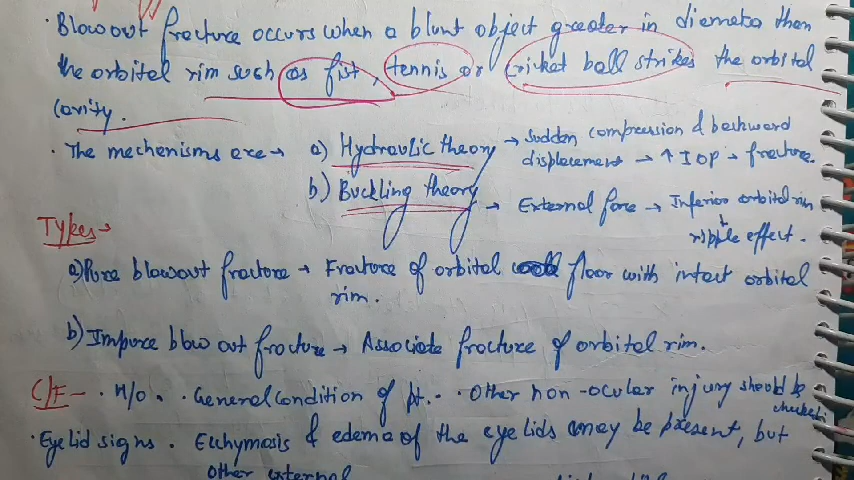 · Blow out fracture occurs when a blunt object greater in diameter than
the orbital rim such as fist, tennis or cricket ball strikes the orbital
cavity.
· The mechanisms are → a) Hydraulic theory → Sudden compression & backward
displacement → ↑ IOP → fracture.
b) Buckling theory → External force → Inferior orbital rim
↓
ripple effect.
Types →
a) Pure blowout fracture → Fracture of orbital floor with intact orbital
rim.
b) Impure blow out fracture → Associate fracture of orbital rim.
C/F - · H/O. · General condition of pt. - · Other non-ocular injury should be
checked.
· Eyelid signs. Ecchymosis & edema of the eyelids may be present, but
other external